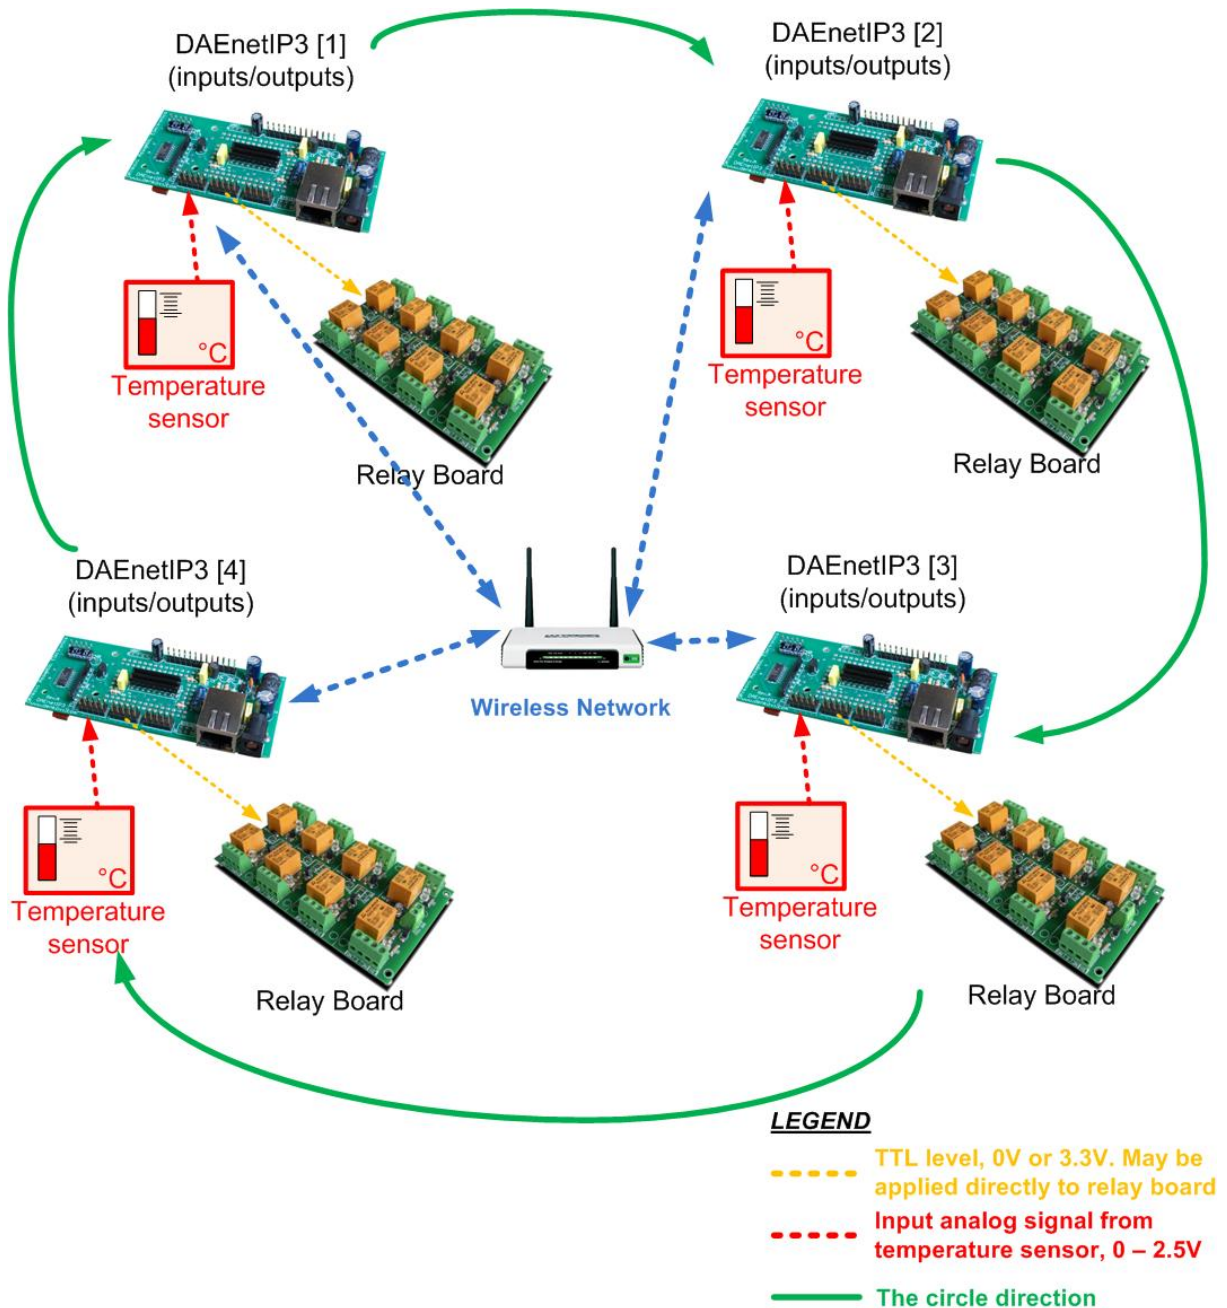 DAEnetIP3 [1]
(inputs/outputs)
DAEnetIP3 [2]
(inputs/outputs)
°C
Temperature
sensor
Relay Board
°C
Temperature
sensor
Relay Board
DAEnetIP3 [4]
(inputs/outputs)
DAEnetIP3 [3]
(inputs/outputs)
Wireless Network
°C
Temperature
sensor
Relay Board
°C
Temperature
sensor
Relay Board
LEGEND
TTL level, 0V or 3.3V. May be
applied directly to relay board
Input analog signal from
temperature sensor, 0 – 2.5V
The circle direction